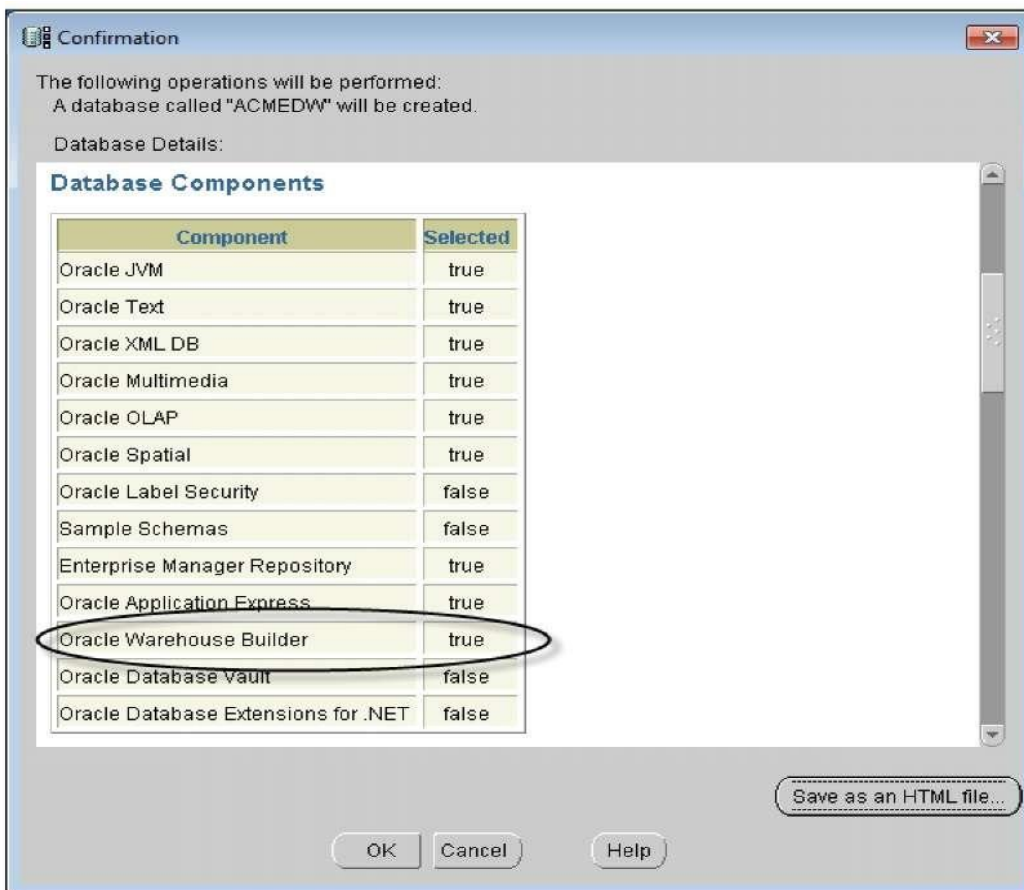 Confirmation
The following operations will be performed:
A database called "ACMEDW" will be created.
Database Details:
Database Components
Component Selected
Oracle JVM true
Oracle Text true
Oracle XML DB true
Oracle Multimedia true
Oracle OLAP true
Oracle Spatial true
Oracle Label Security false
Sample Schemas false
Enterprise Manager Repository true
Oracle Application Express true
Oracle Warehouse Builder true
Oracle Database Vault false
Oracle Database Extensions for .NET false
Save as an HTML file...
OK Cancel Help